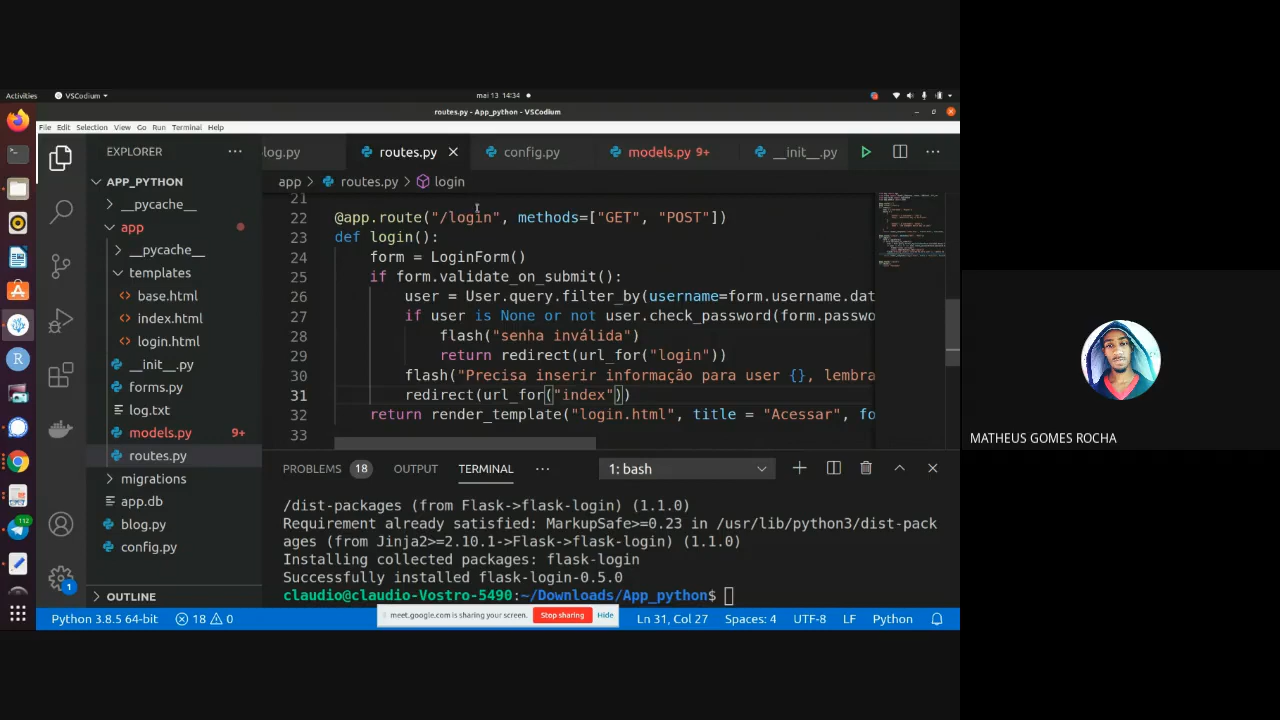 Activities VSCodium mai 13 14:34
routes.py - App_python - VSCodium
File Edit Selection View Go Run Terminal Help
EXPLORER
log.py routes.py config.py models.py 9+ __init__.py
app > routes.py > login
APP_PYTHON
__pycache__
app
__pycache__
templates
base.html
index.html
login.html
__init__.py
forms.py
log.txt
models.py 9+
routes.py
migrations
app.db
blog.py
config.py
OUTLINE
21
22 @app.route("/login", methods=["GET", "POST"])
23 def login():
24 form = LoginForm()
25 if form.validate_on_submit():
26 user = User.query.filter_by(username=form.username.dat
27 if user is None or not user.check_password(form.passwo
28 flash("senha inválida")
29 return redirect(url_for("login"))
30 flash("Precisa inserir informação para user {}, lembra
31 redirect(url_for("index"))
32 return render_template("login.html", title = "Acessar", fo
33
PROBLEMS 18 OUTPUT TERMINAL 1: bash
/dist-packages (from Flask->flask-login) (1.1.0)
Requirement already satisfied: MarkupSafe>=0.23 in /usr/lib/python3/dist-pack
ages (from Jinja2>=2.10.1->Flask->flask-login) (1.1.0)
Installing collected packages: flask-login
Successfully installed flask-login-0.5.0
claudio@claudio-Vostro-5490:~/Downloads/App_python$
meet.google.com is sharing your screen. Stop sharing Hide
Python 3.8.5 64-bit 18 0 Ln 31, Col 27 Spaces: 4 UTF-8 LF Python
112
1
MATHEUS GOMES ROCHA